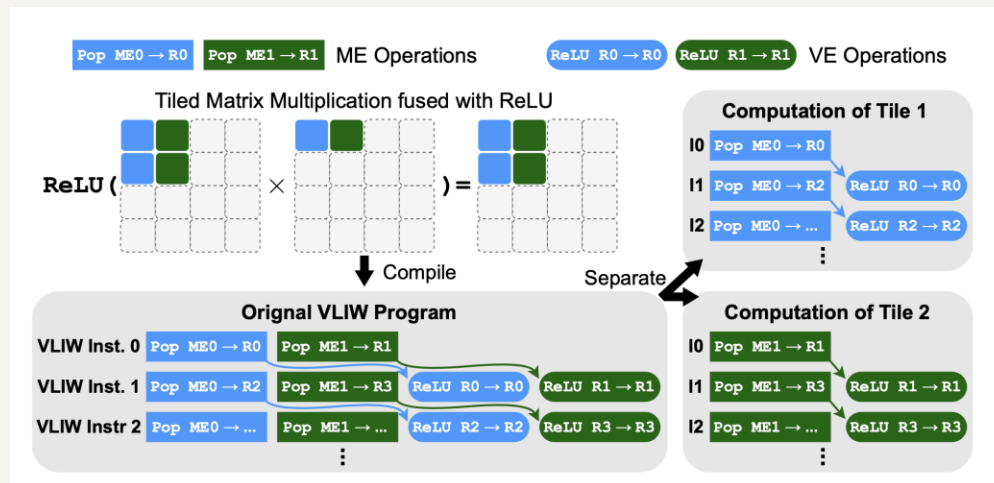 Pop ME0 → R0 Pop ME1 → R1 ME Operations ReLU R0 → R0 ReLU R1 → R1 VE Operations
Tiled Matrix Multiplication fused with ReLU
ReLU( × )=
Compile
Separate
Orignal VLIW Program
VLIW Inst. 0 Pop ME0 → R0 Pop ME1 → R1
VLIW Inst. 1 Pop ME0 → R2 Pop ME1 → R3 ReLU R0 → R0 ReLU R1 → R1
VLIW Instr 2 Pop ME0 → ... Pop ME1 → ... ReLU R2 → R2 ReLU R3 → R3
⋮
Computation of Tile 1
I0 Pop ME0 → R0
I1 Pop ME0 → R2 ReLU R0 → R0
I2 Pop ME0 → ... ReLU R2 → R2
⋮
Computation of Tile 2
I0 Pop ME1 → R1
I1 Pop ME1 → R3 ReLU R1 → R1
I2 Pop ME1 → ... ReLU R3 → R3
⋮